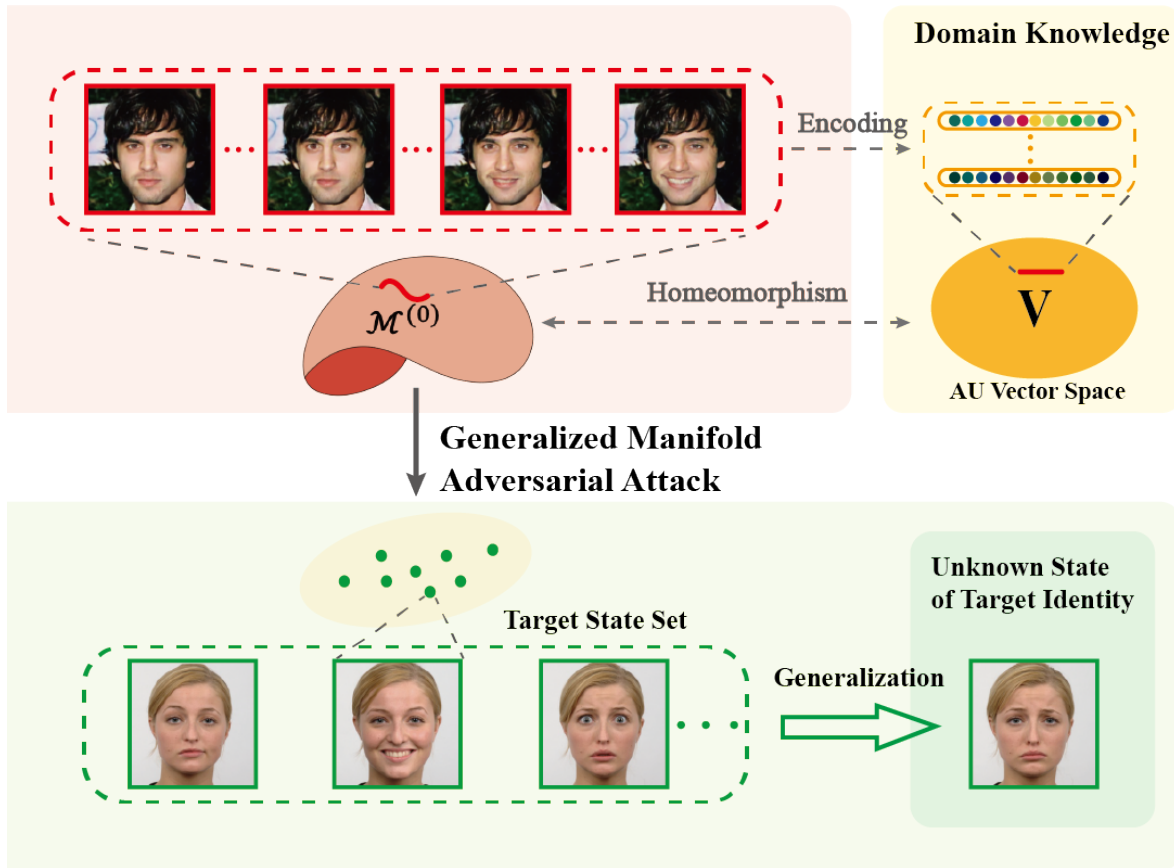 Domain Knowledge
Encoding
Homeomorphism
ℳ⁽⁰⁾
V
AU Vector Space
Generalized Manifold
Adversarial Attack
Unknown State
of Target Identity
Target State Set
Generalization